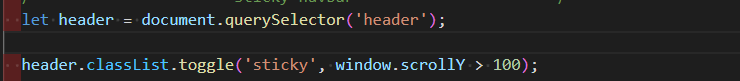 let header = document.querySelector('header');
header.classList.toggle('sticky', window.scrollY > 100);